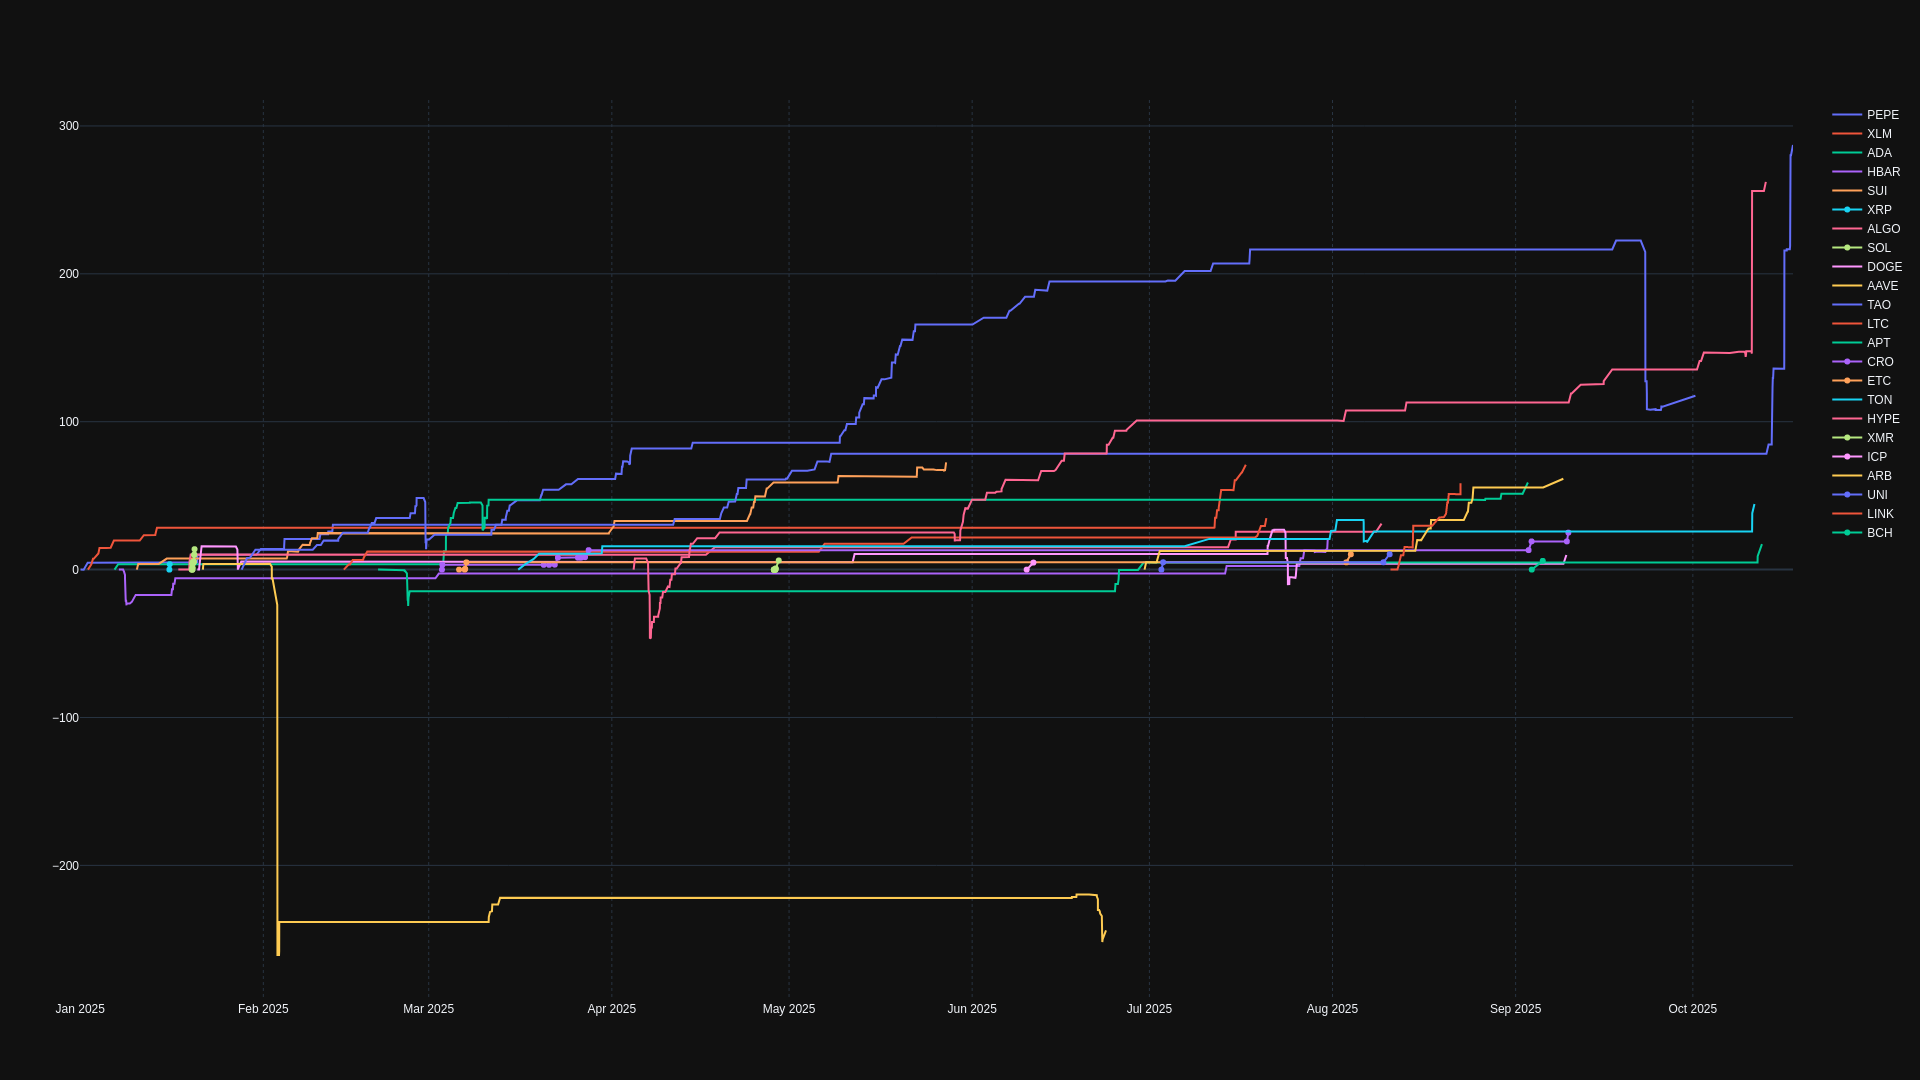 300
200
100
0
−100
−200
Jan 2025
Feb 2025
Mar 2025
Apr 2025
May 2025
Jun 2025
Jul 2025
Aug 2025
Sep 2025
Oct 2025
PEPE
XLM
ADA
HBAR
SUI
XRP
ALGO
SOL
DOGE
AAVE
TAO
LTC
APT
CRO
ETC
TON
HYPE
XMR
ICP
ARB
UNI
LINK
BCH